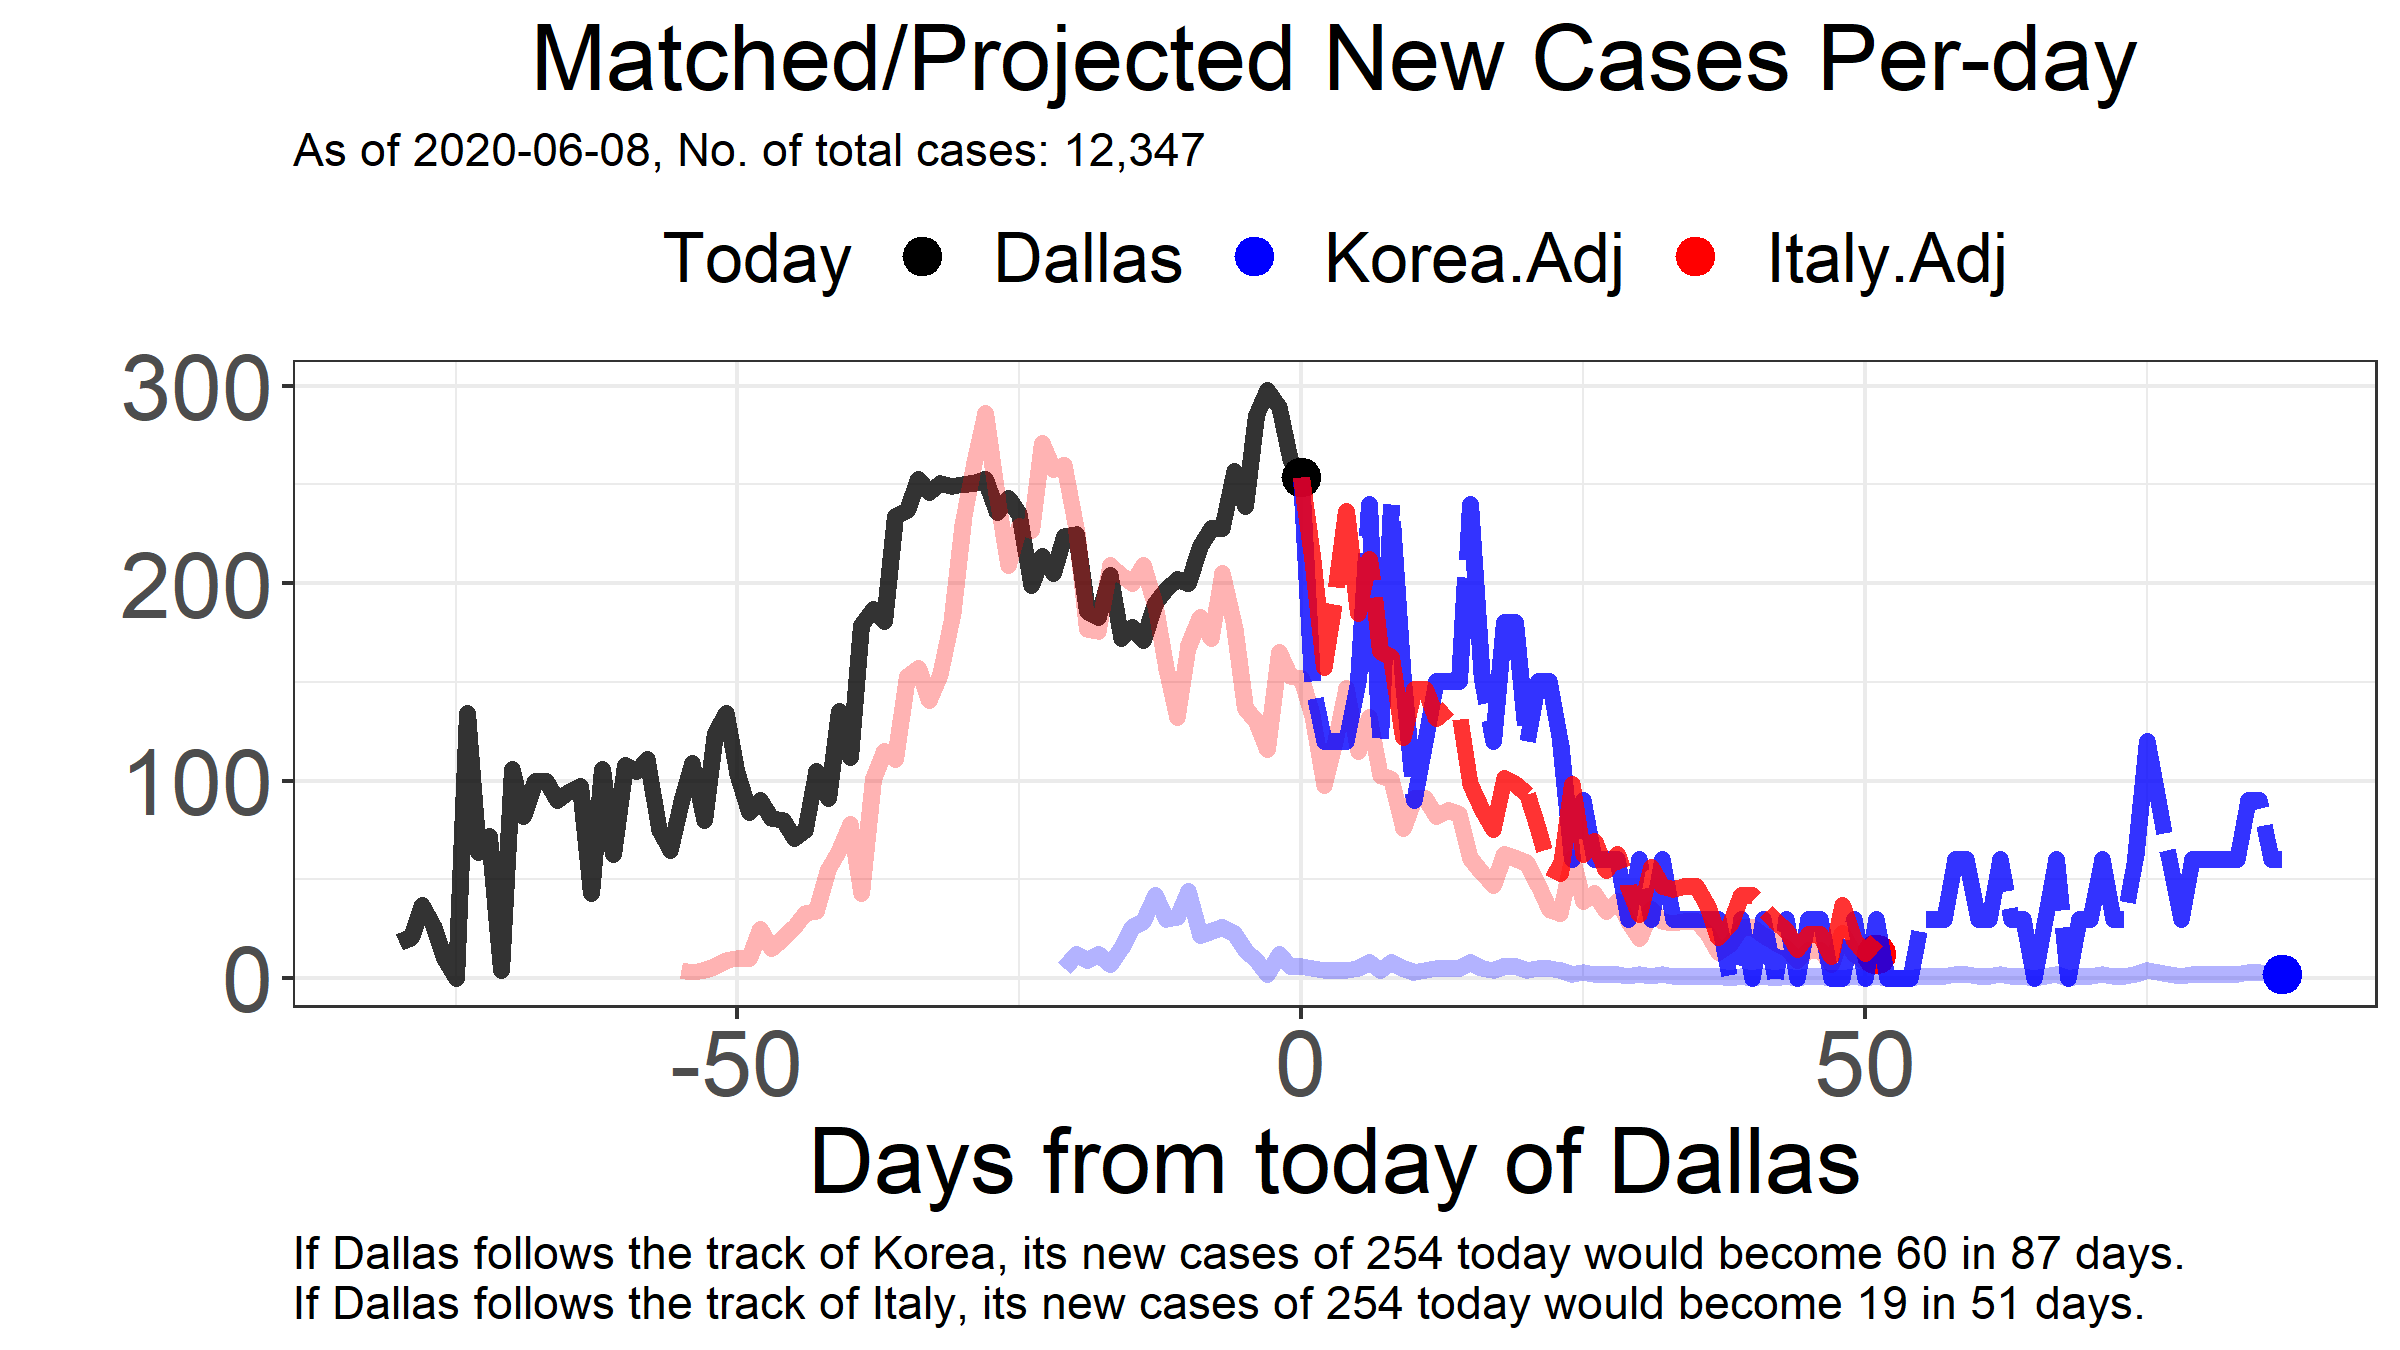 Matched/Projected New Cases Per-day
As of 2020-06-08, No. of total cases: 12,347
Today Dallas Korea.Adj Italy.Adj
300
200
100
0
-50 0 50
Days from today of Dallas
If Dallas follows the track of Korea, its new cases of 254 today would become 60 in 87 days.
If Dallas follows the track of Italy, its new cases of 254 today would become 19 in 51 days.